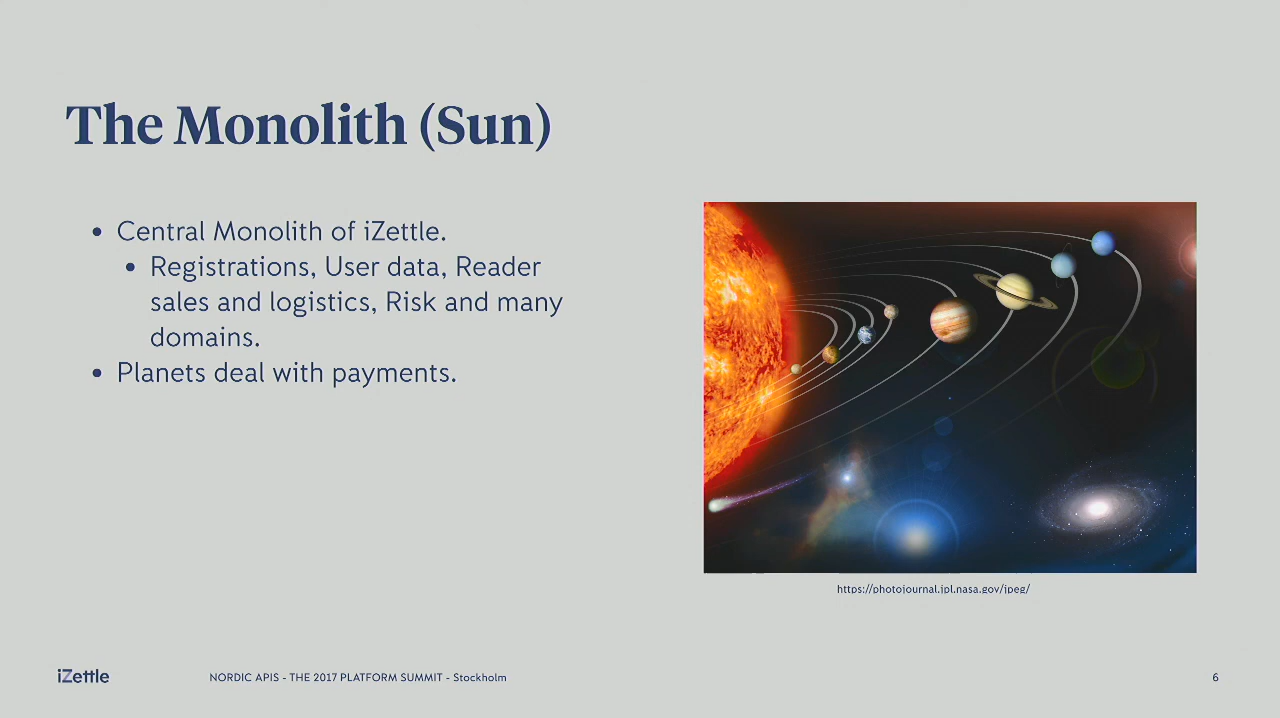 The Monolith (Sun)
• Central Monolith of iZettle.
• Registrations, User data, Reader
sales and logistics, Risk and many
domains.
• Planets deal with payments.
https://photojournal.jpl.nasa.gov/jpeg/
iZettle
NORDIC APIS - THE 2017 PLATFORM SUMMIT - Stockholm
6